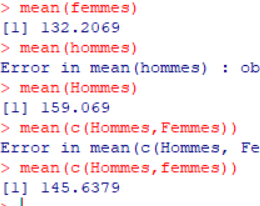 > mean(femmes)
[1] 132.2069
> mean(hommes)
Error in mean(hommes) : ob
> mean(Hommes)
[1] 159.069
> mean(c(Hommes,Femmes))
Error in mean(c(Hommes, Fe
> mean(c(Hommes,femmes))
[1] 145.6379
>